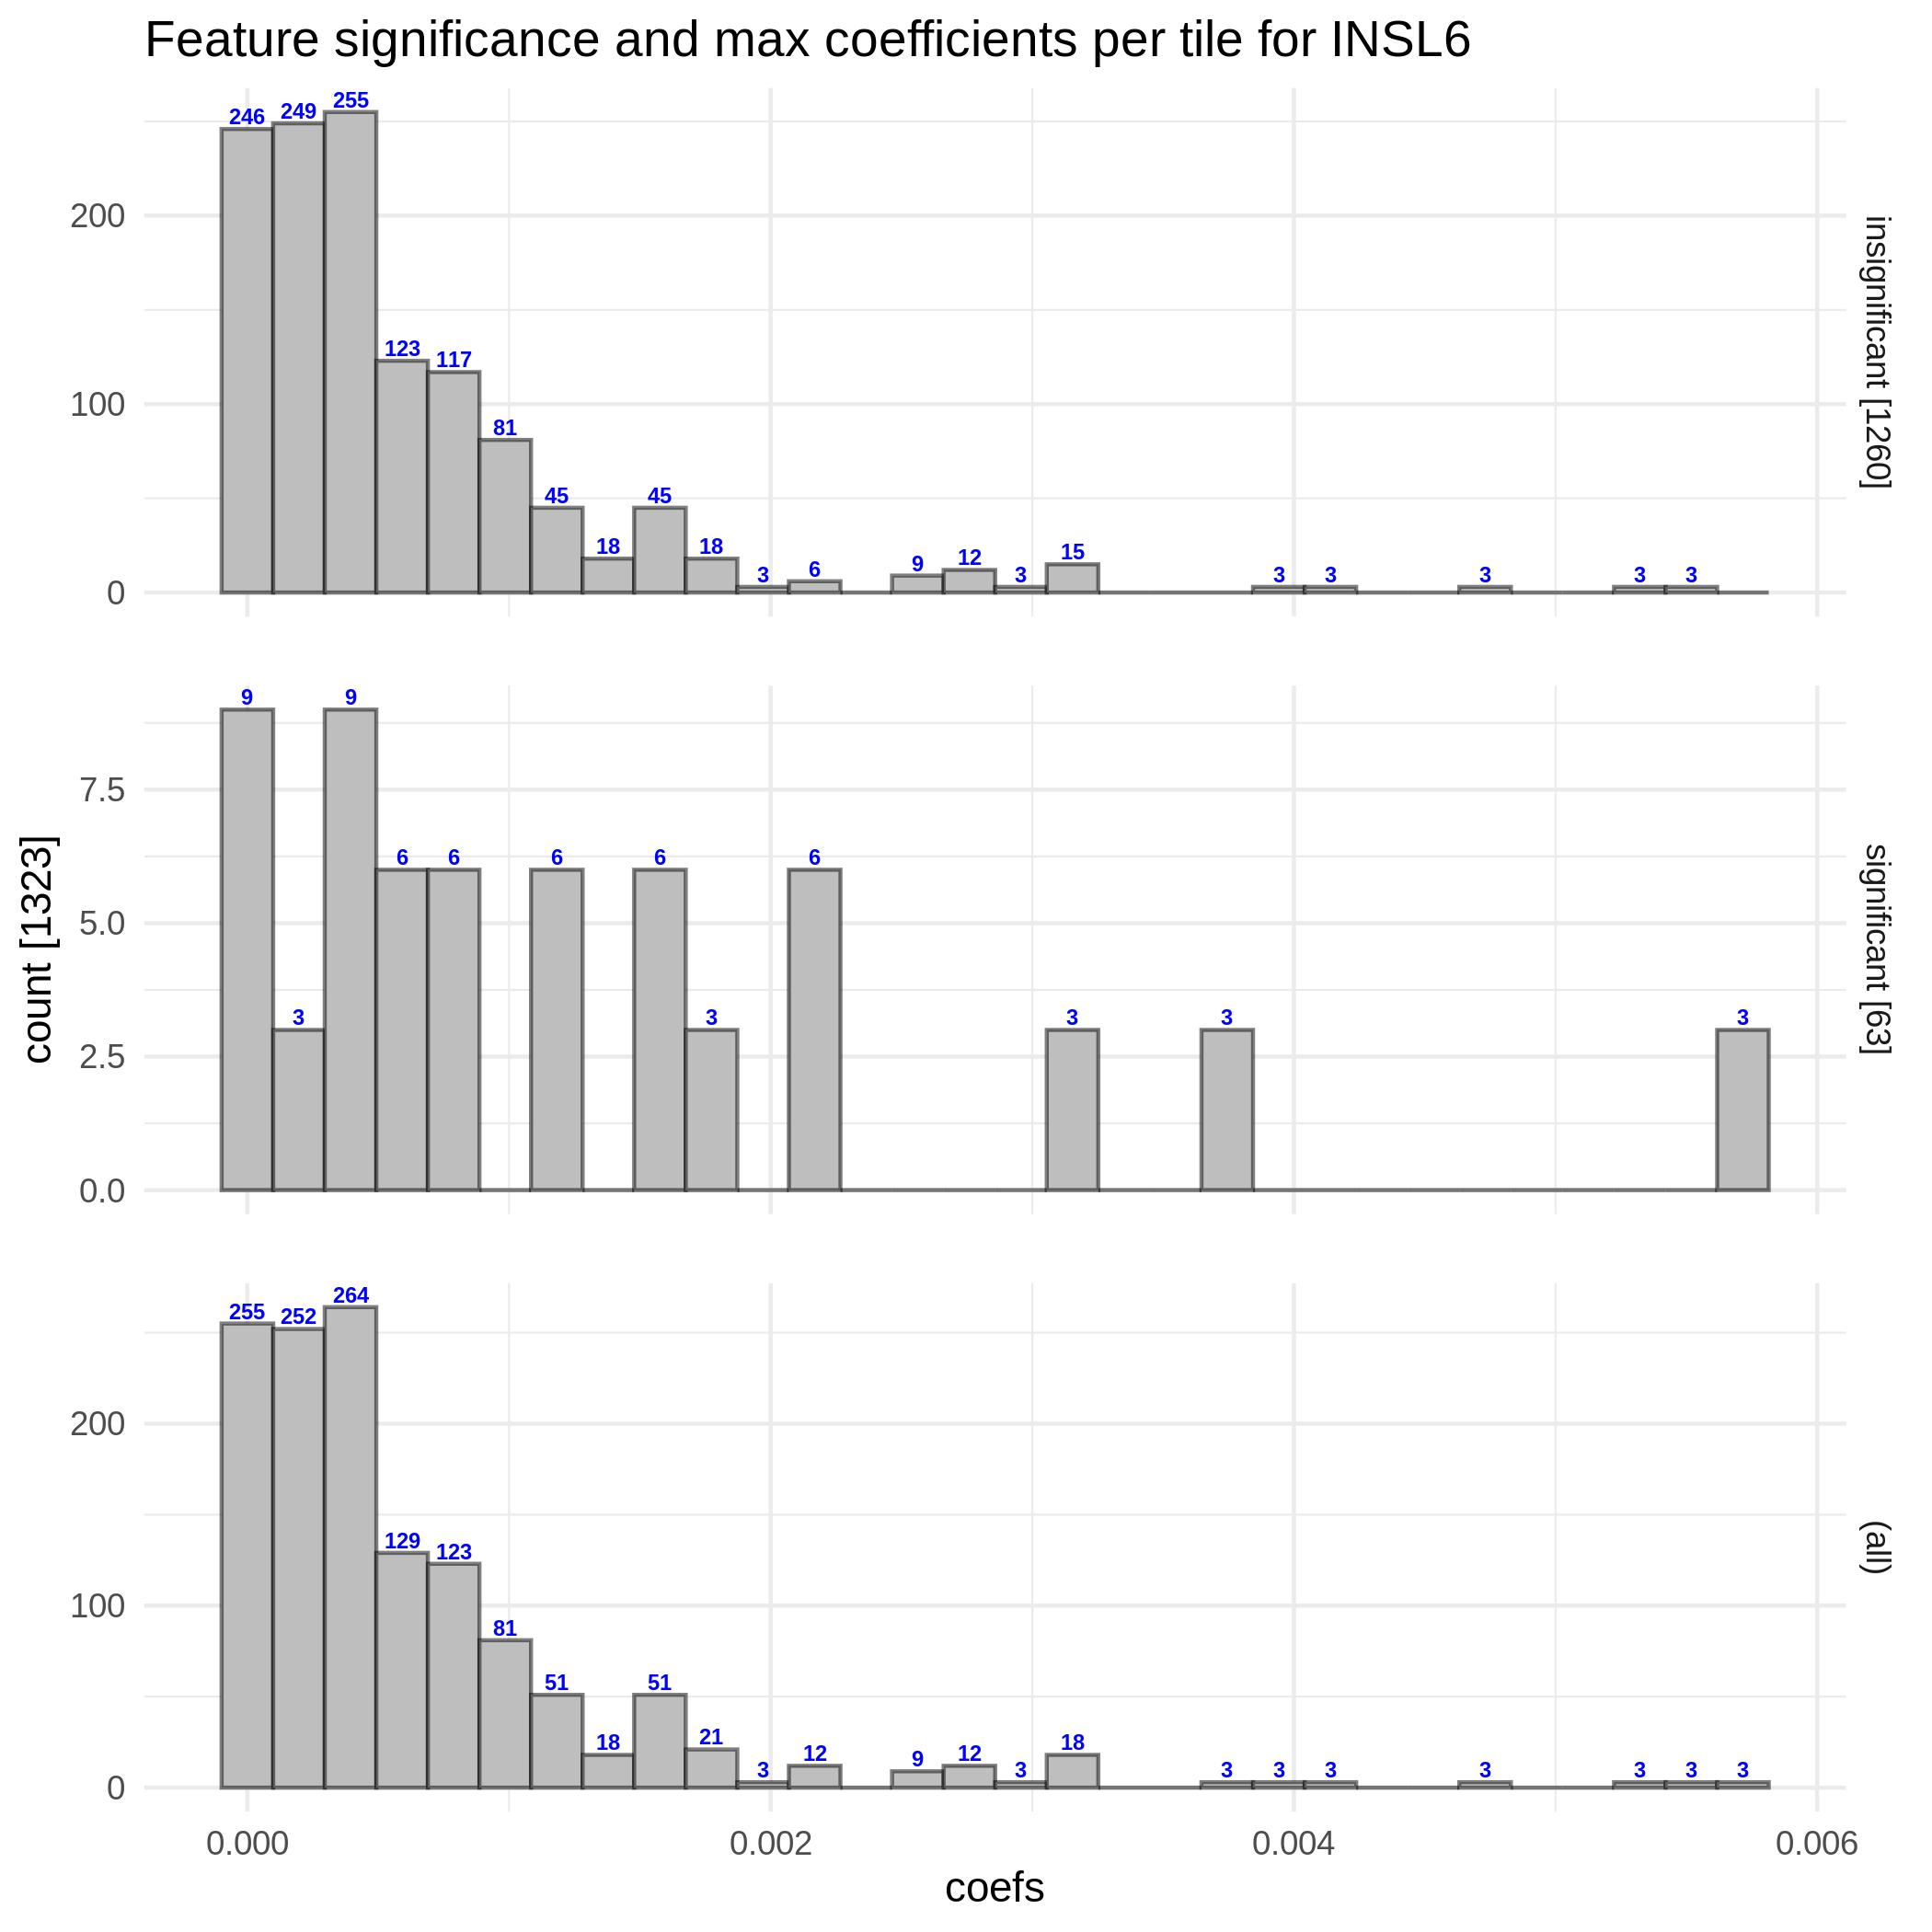 Feature significance and max coefficients per tile for INSL6
246 249 255 123 117 81 45 18 45 18 3 6 9 12 3 15 3 3 3 3 3
200
100
0
insignificant [1260]
9 3 9 6 6 6 6 3 6 3 3 3
7.5
5.0
2.5
0.0
significant [63]
count [1323]
255 252 264 129 123 81 51 18 51 21 3 12 9 12 3 18 3 3 3 3 3 3 3
200
100
0
(all)
0.000 0.002 0.004 0.006
coefs